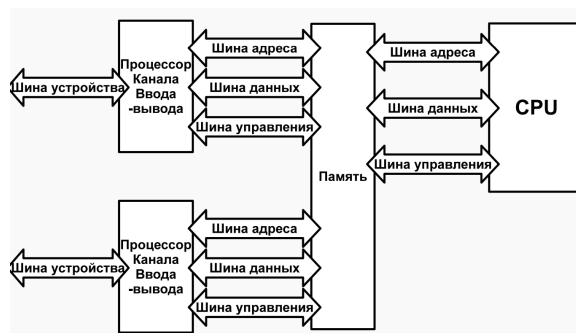 Шина устройства
Процессор
Канала
Ввода
-вывода
Шина адреса
Шина данных
Шина управления
Память
Шина адреса
Шина данных
Шина управления
CPU
Шина устройства
Процессор
Канала
Ввода
-вывода
Шина адреса
Шина данных
Шина управления